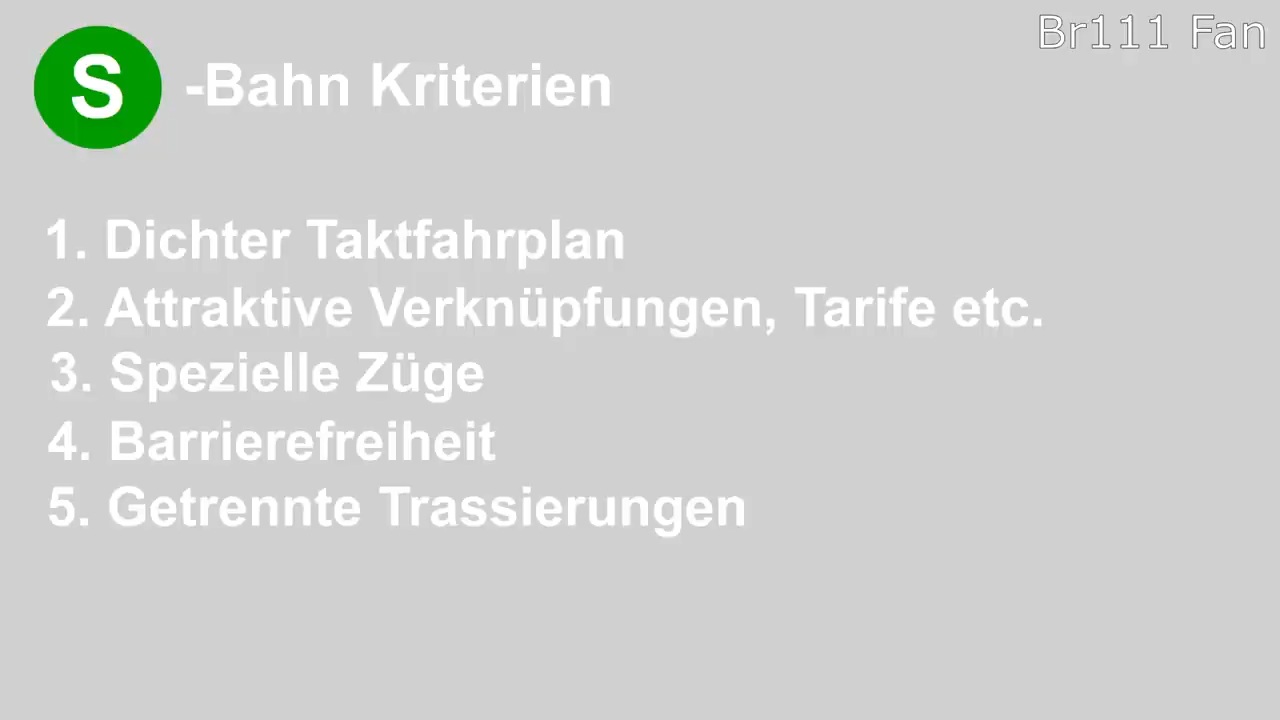 Br111 Fan
S -Bahn Kriterien
1. Dichter Taktfahrplan
2. Attraktive Verknüpfungen, Tarife etc.
3. Spezielle Züge
4. Barrierefreiheit
5. Getrennte Trassierungen